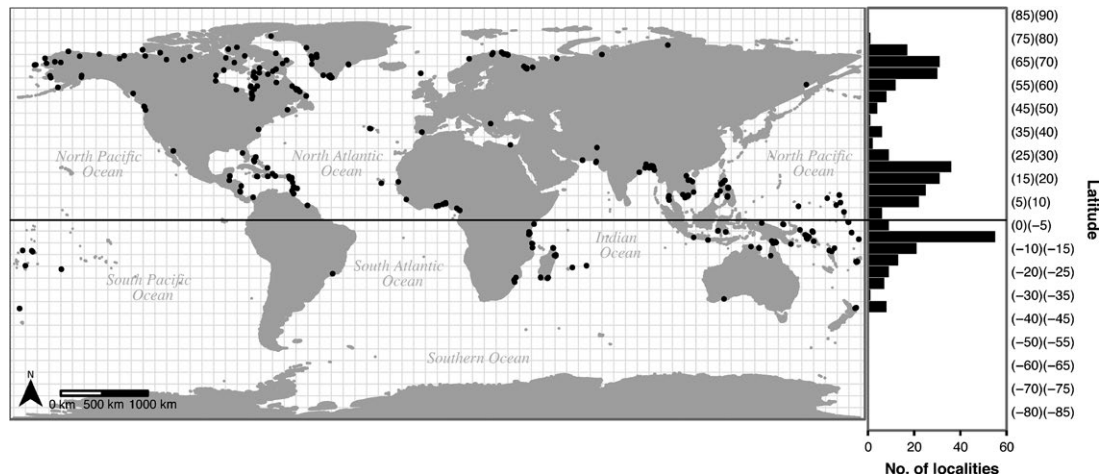 North Pacific
Ocean
North Atlantic
Ocean
North Pacific
Ocean
Indian
Ocean
South Pacific
Ocean
South Atlantic
Ocean
Southern Ocean
N
0 km 500 km 1000 km
(85)(90)
(75)(80)
(65)(70)
(55)(60)
(45)(50)
(35)(40)
(25)(30)
(15)(20)
(5)(10)
(0)(−5)
(−10)(−15)
(−20)(−25)
(−30)(−35)
(−40)(−45)
(−50)(−55)
(−60)(−65)
(−70)(−75)
(−80)(−85)
Latitude
0 20 40 60
No. of localities